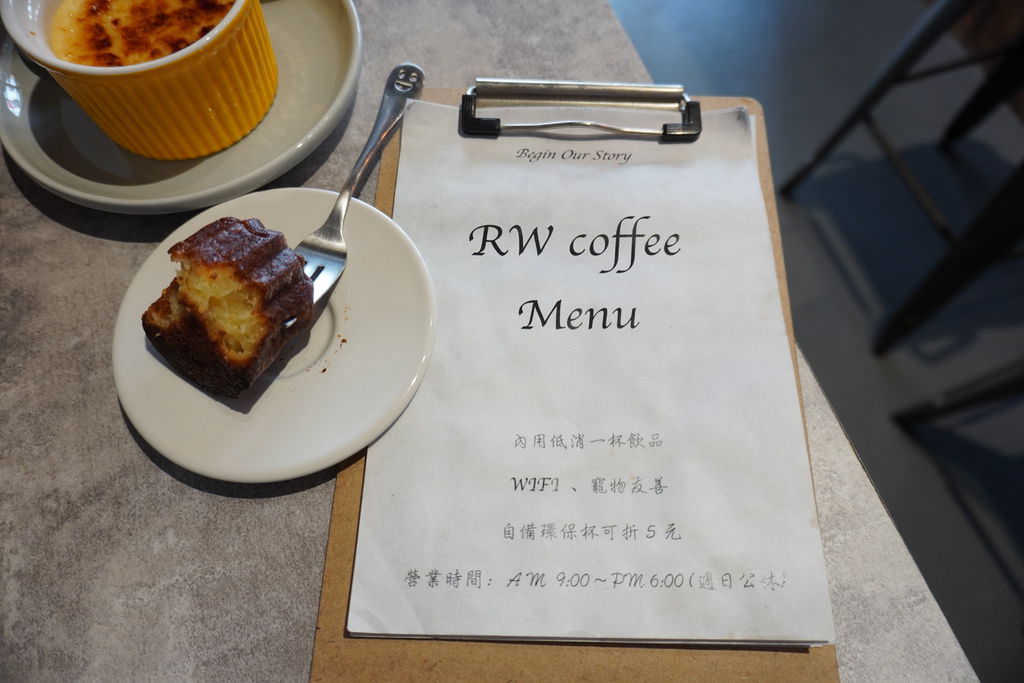 Begin Our Story
RW coffee
Menu
內用低消一杯飲品
WIFI 、寵物友善
自備環保杯可折 5 元
營業時間: AM 9:00~PM 6:00(週日公休)